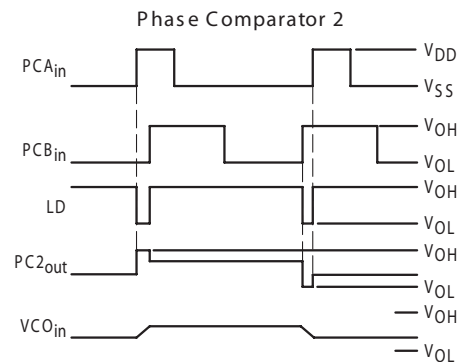 Phase Comparator 2
PCAin
VDD
VSS
PCBin
VOH
VOL
LD
VOH
VOL
PC2out
VOH
VOL
VCOin
VOH
VOL